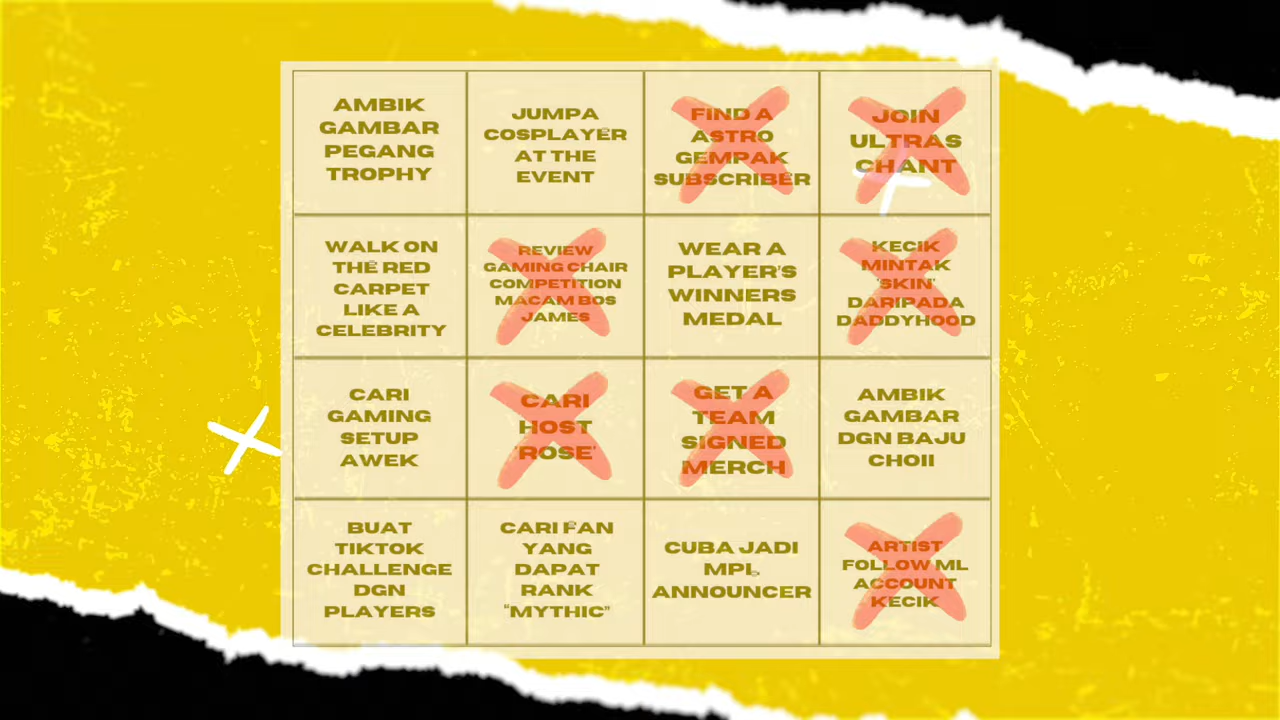 AMBIK
GAMBAR
PEGANG
TROPHY
JUMPA
COSPLAYER
AT THE
EVENT
FIND A
ASTRO
GEMPAK
SUBSCRIBER
JOIN
ULTRAS
CHANT
WALK ON
THE RED
CARPET
LIKE A
CELEBRITY
REVIEW
GAMING CHAIR
COMPETITION
MACAM BOS
JAMES
WEAR A
PLAYER'S
WINNERS
MEDAL
KECIK
MINTAK
'SKIN'
DARIPADA
DADDYHOOD
CARI
GAMING
SETUP
AWEK
CARI
HOST
'ROSE'
GET A
TEAM
SIGNED
MERCH
AMBIK
GAMBAR
DGN BAJU
CHOII
BUAT
TIKTOK
CHALLENGE
DGN
PLAYERS
CARI FAN
YANG
DAPAT
RANK
"MYTHIC"
CUBA JADI
MPL
ANNOUNCER
ARTIST
FOLLOW ML
ACCOUNT
KECIK